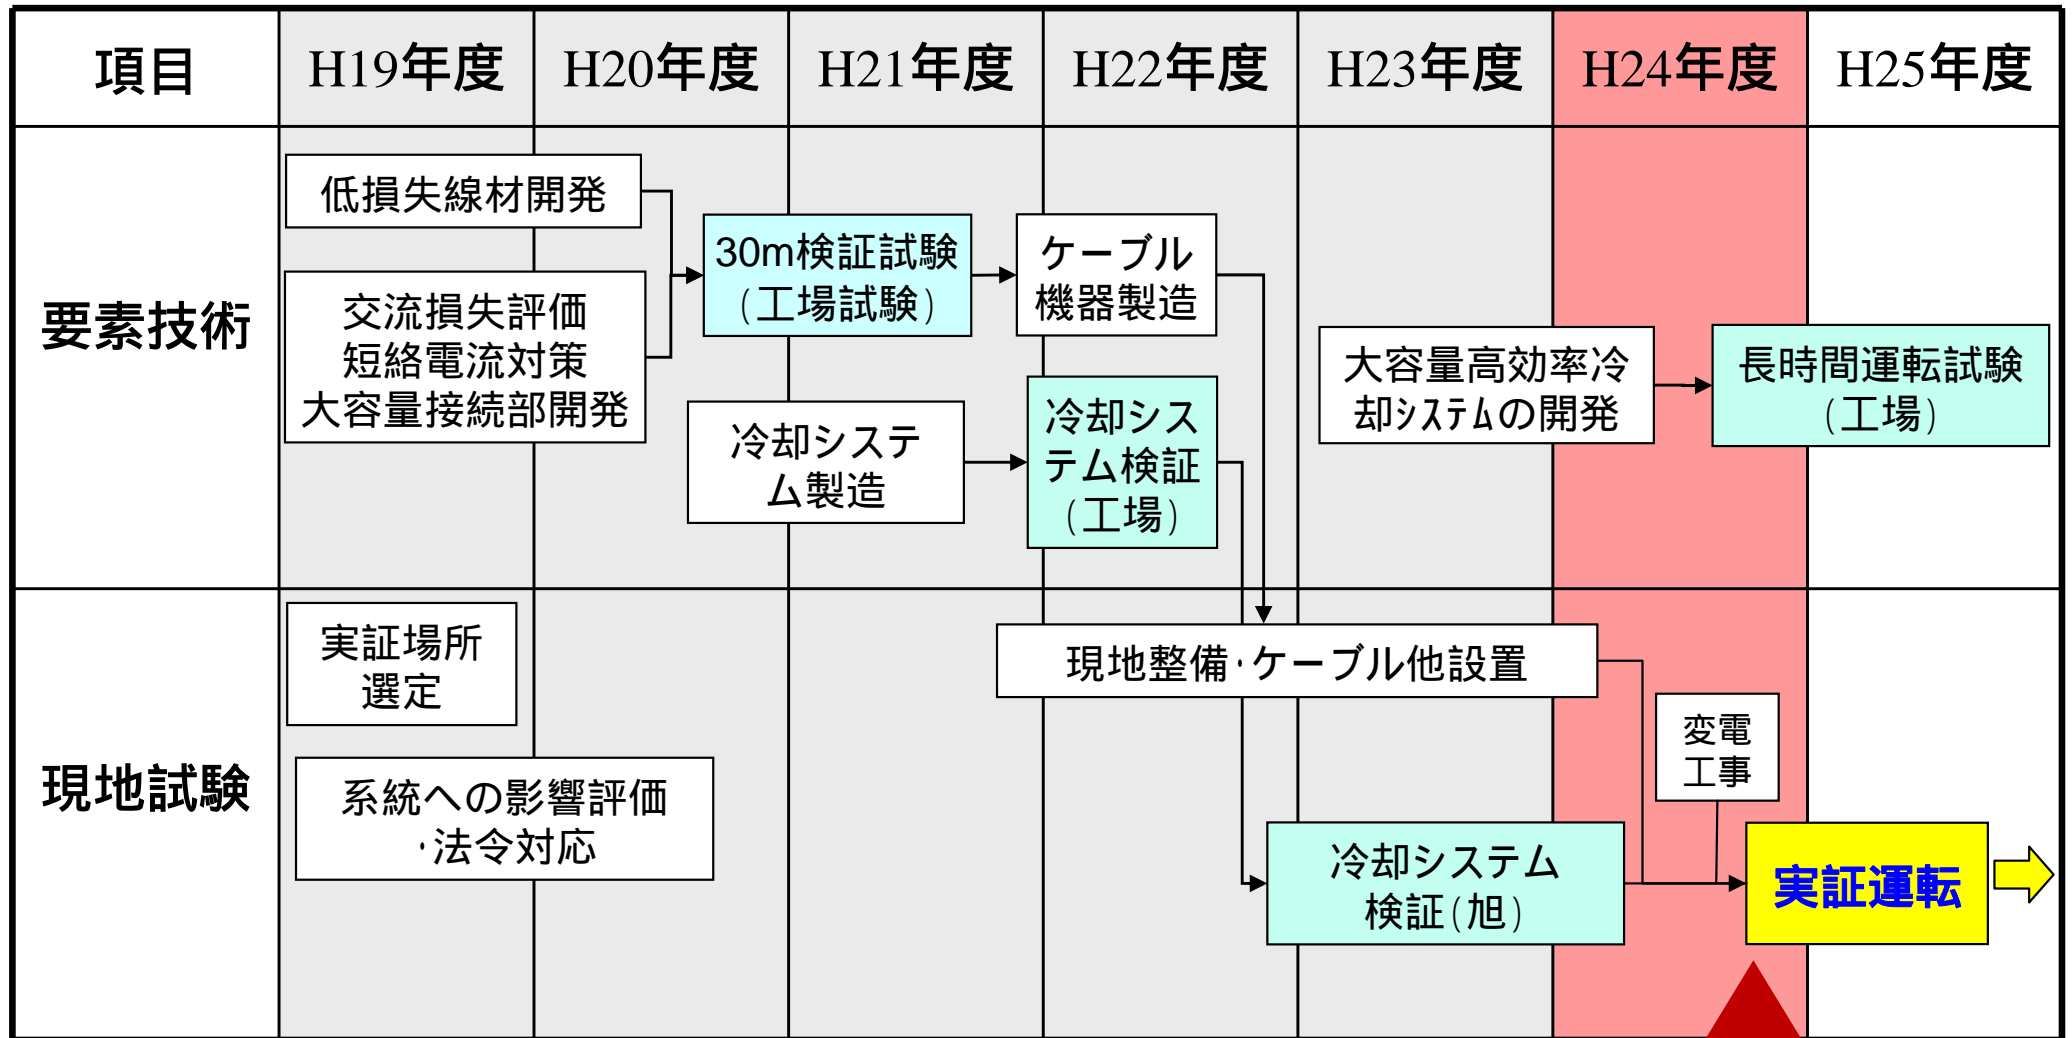 項目
H19年度
H20年度
H21年度
H22年度
H23年度
H24年度
H25年度
要素技術
低損失線材開発
交流損失評価
短絡電流対策
大容量接続部開発
30m検証試験
(工場試験)
ケーブル
機器製造
冷却システ
ム製造
冷却シス
テム検証
(工場)
大容量高効率冷
却ｼｽﾃﾑの開発
長時間運転試験
(工場)
現地試験
実証場所
選定
系統への影響評価
・法令対応
現地整備・ケーブル他設置
冷却システム
検証(旭)
変電
工事
実証運転